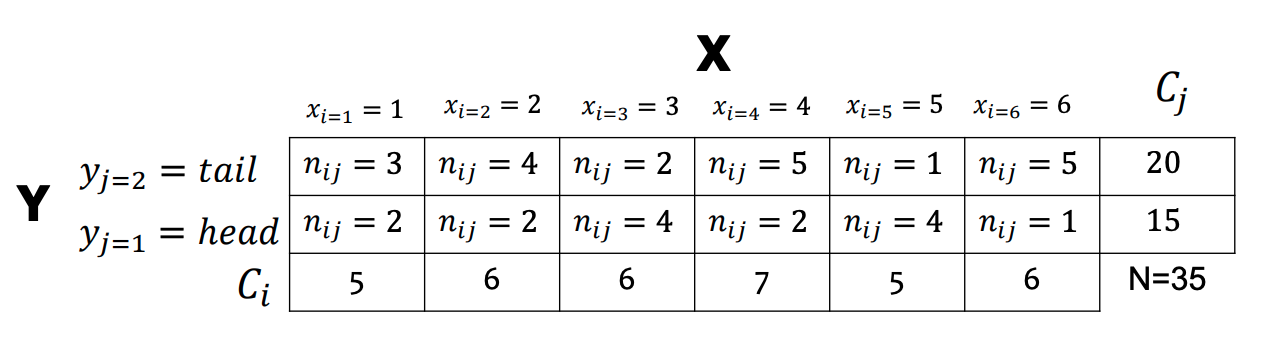 X
x_{i=1} = 1 x_{i=2} = 2 x_{i=3} = 3 x_{i=4} = 4 x_{i=5} = 5 x_{i=6} = 6 C_j
Y
y_{j=2} = tail n_{ij} = 3 n_{ij} = 4 n_{ij} = 2 n_{ij} = 5 n_{ij} = 1 n_{ij} = 5 20
y_{j=1} = head n_{ij} = 2 n_{ij} = 2 n_{ij} = 4 n_{ij} = 2 n_{ij} = 4 n_{ij} = 1 15
C_i 5 6 6 7 5 6 N=35